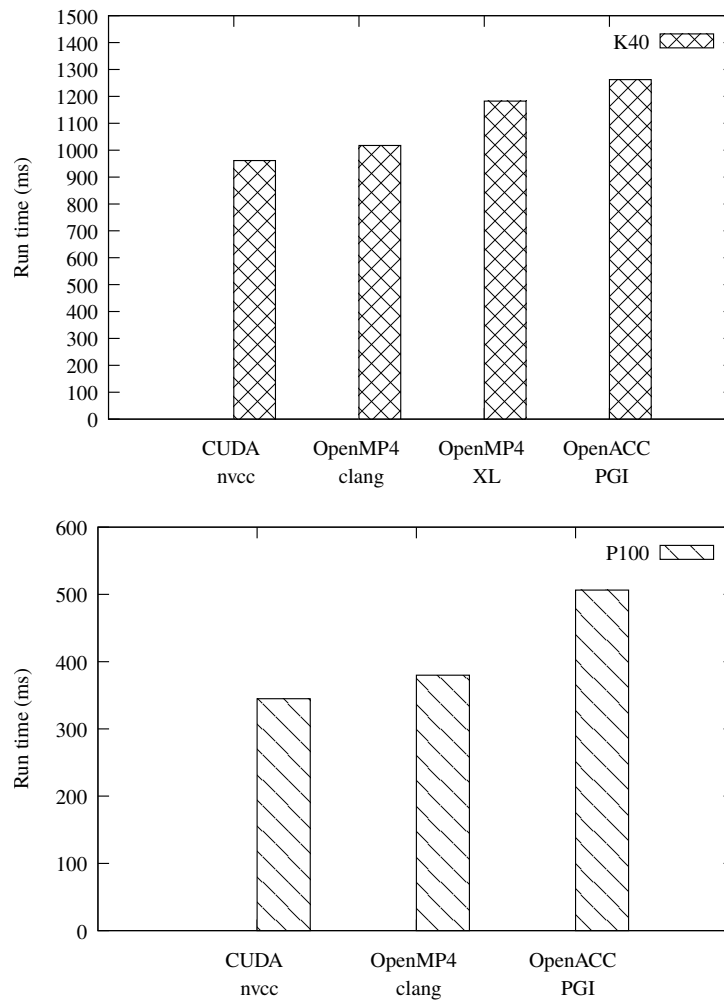 1500
1400
1300
1200
1100
1000
900
800
700
600
500
400
300
200
100
0
Run time (ms)
K40
CUDA OpenMP4 OpenMP4 OpenACC
nvcc clang XL PGI
600
500
400
300
200
100
0
Run time (ms)
P100
CUDA OpenMP4 OpenACC
nvcc clang PGI